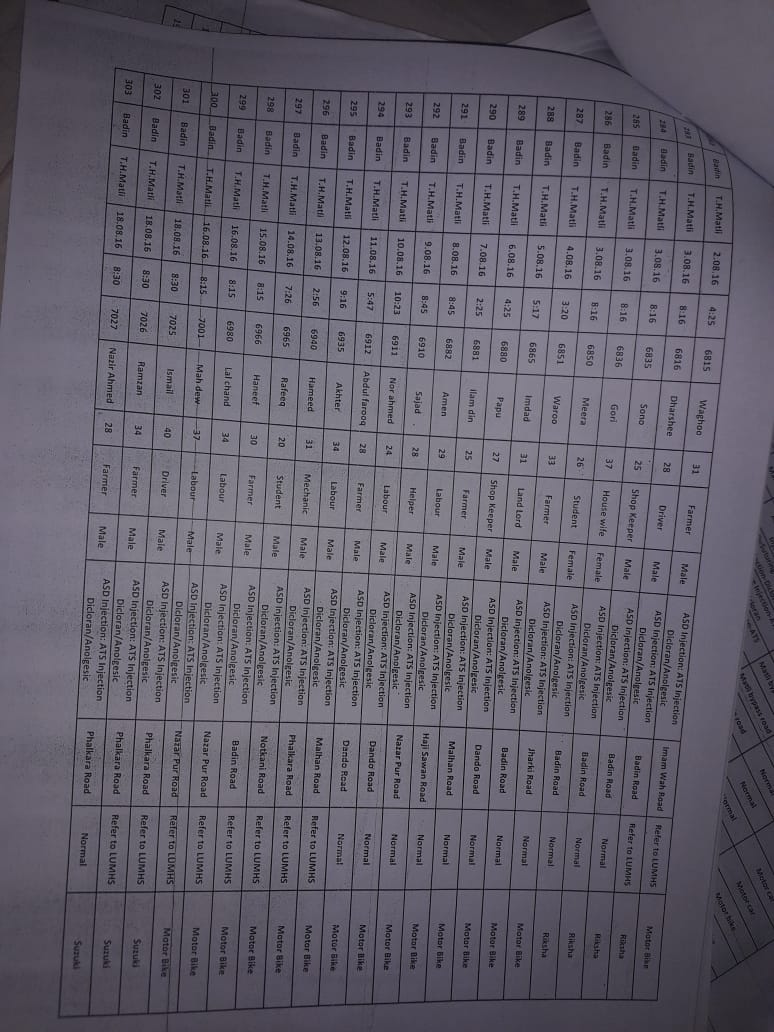 Matli by
Normal
Motor car
Matli bypass road
Normal
Motor car
road
Motor bike
Badin T.H.Matli 2.08.16 4:25 6815 Waghoo 31 Farmer Male ASD Injection: ATS Injection
Dicloran/Anolgesic Imam Wah Road Refer to LUMHS Motor Bike
283 Badin T.H.Matli 3.08.16 8:16 6816 Dharshee 28 Driver Male ASD Injection: ATS Injection
Dicloran/Anolgesic Badin Road Refer to LUMHS Riksha
284 Badin T.H.Matli 3.08.16 8:16 6835 Sono 25 Shop Keeper Male ASD Injection: ATS Injection
Dicloran/Anolgesic Badin Road Normal Riksha
285 Badin T.H.Matli 3.08.16 8:16 6836 Gori 37 House wife Female ASD Injection: ATS Injection
Dicloran/Anolgesic Badin Road Normal Riksha
286 Badin T.H.Matli 3.08.16 8:16 6850 Meera 26 Student Female ASD Injection: ATS Injection
Dicloran/Anolgesic Badin Road Normal Riksha
287 Badin T.H.Matli 4.08.16 3:20 6851 Waroo 33 Farmer Male ASD Injection: ATS Injection
Dicloran/Anolgesic Jharki Road Normal Motor Bike
288 Badin T.H.Matli 5.08.16 5:17 6865 Imdad 31 Land Lord Male ASD Injection: ATS Injection
Dicloran/Anolgesic Badin Road Normal Motor Bike
289 Badin T.H.Matli 6.08.16 4:25 6880 Papu 27 Shop Keeper Male ASD Injection: ATS Injection
Dicloran/Anolgesic Dando Road Normal Motor Bike
290 Badin T.H.Matli 7.08.16 2:25 6881 Ilam din 25 Farmer Male ASD Injection: ATS Injection
Dicloran/Anolgesic Malhan Road Normal Motor Bike
291 Badin T.H.Matli 8.08.16 8:45 6882 Amen 29 Labour Male ASD Injection: ATS Injection
Dicloran/Anolgesic Haji Sawan Road Normal Motor Bike
292 Badin T.H.Matli 9.08.16 8:45 6910 Sajad 28 Helper Male ASD Injection: ATS Injection
Dicloran/Anolgesic Nazar Pur Road Normal Motor Bike
293 Badin T.H.Matli 10.08.16 10:23 6911 Nor ahmed 24 Labour Male ASD Injection: ATS Injection
Dicloran/Anolgesic Dando Road Normal Motor Bike
294 Badin T.H.Matli 11.08.16 5:47 6912 Abdul farooq 28 Farmer Male ASD Injection: ATS Injection
Dicloran/Anolgesic Dando Road Normal Motor Bike
295 Badin T.H.Matli 12.08.16 9:16 6935 Akhter 34 Labour Male ASD Injection: ATS Injection
Dicloran/Anolgesic Malhan Road Refer to LUMHS Motor Bike
296 Badin T.H.Matli 13.08.16 2:56 6940 Hameed 31 Mechanic Male ASD Injection: ATS Injection
Dicloran/Anolgesic Phalkara Road Refer to LUMHS Motor Bike
297 Badin T.H.Matli 14.08.16 7:26 6965 Rafeeq 20 Student Male ASD Injection: ATS Injection
Dicloran/Anolgesic Notkani Road Refer to LUMHS Motor Bike
298 Badin T.H.Matli 15.08.16 8:15 6966 Haneef 30 Farmer Male ASD Injection: ATS Injection
Dicloran/Anolgesic Badin Road Refer to LUMHS Motor Bike
299 Badin T.H.Matli 16.08.16 8:15 6980 Lal chand 34 Labour Male ASD Injection: ATS Injection
Dicloran/Anolgesic Nazar Pur Road Refer to LUMHS Motor Bike
300 Badin T.H.Matli 16.08.16 8:15 7001 Mah dew 37 Labour Male ASD Injection: ATS Injection
Dicloran/Anolgesic Nazar Pur Road Refer to LUMHS Motor Bike
301 Badin T.H.Matli 18.08.16 8:30 7025 Ismail 40 Driver Male ASD Injection: ATS Injection
Dicloran/Anolgesic Phalkara Road Refer to LUMHS Suzuki
302 Badin T.H.Matli 18.08.16 8:30 7026 Ramzan 34 Farmer Male ASD Injection: ATS Injection
Dicloran/Anolgesic Phalkara Road Refer to LUMHS Suzuki
303 Badin T.H.Matli 18.08.16 8:30 7027 Nazir Ahmed 28 Farmer Male ASD Injection: ATS Injection
Dicloran/Anolgesic Phalkara Road Normal Suzuki